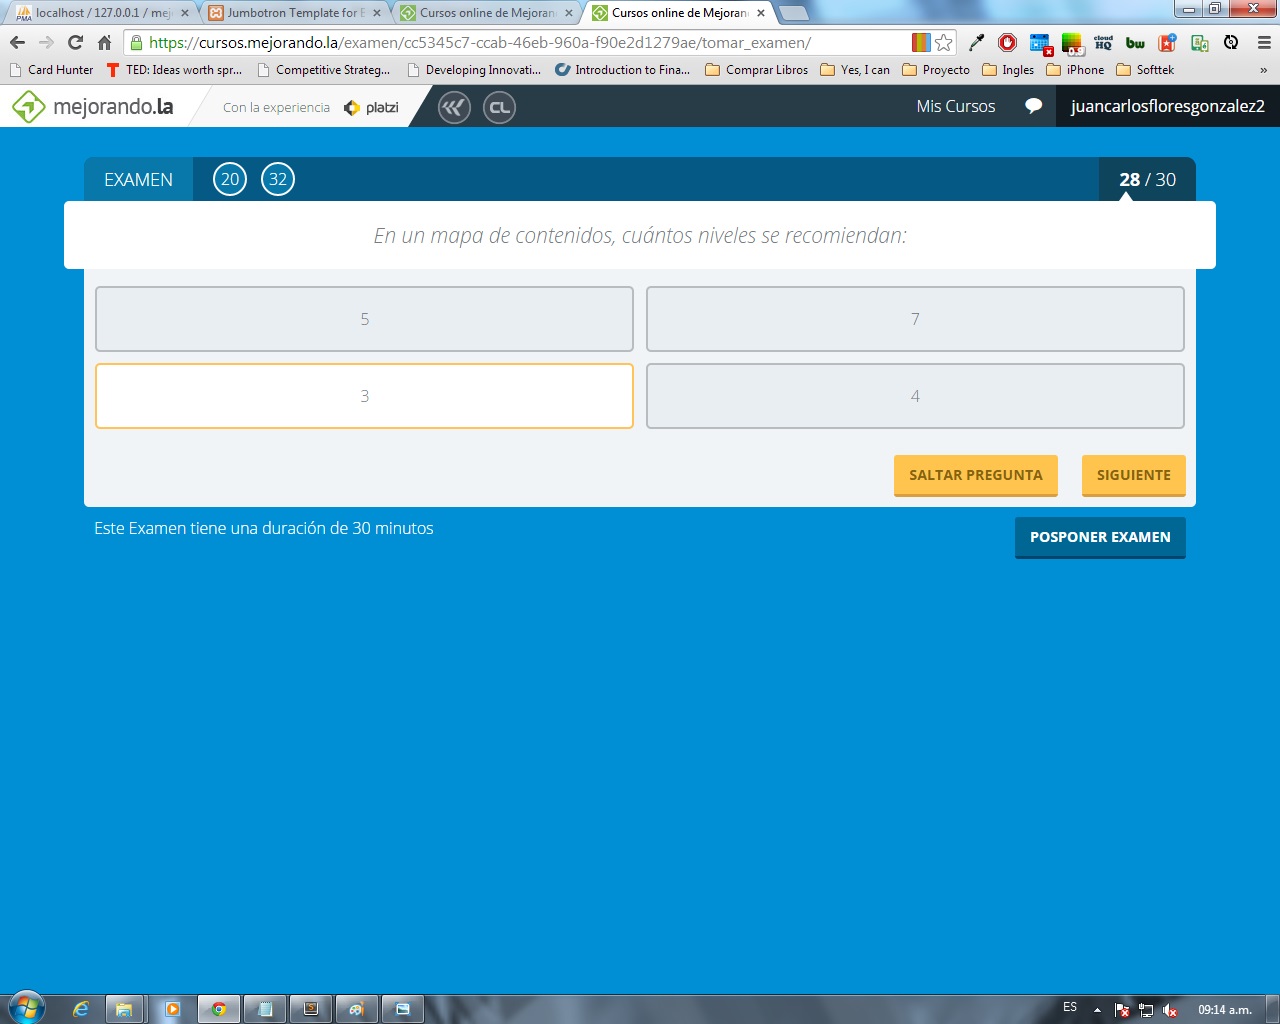 localhost / 127.0.0.1 / mej
Jumbotron Template for B
Cursos online de Mejoran
Cursos online de Mejoran
https://cursos.mejorando.la/examen/cc5345c7-ccab-46eb-960a-f90e2d1279ae/tomar_examen/
cloud HQ
bw
Card Hunter
TED: Ideas worth spr...
Competitive Strateg...
Developing Innovati...
Introduction to Fina...
Comprar Libros
Yes, I can
Proyecto
Ingles
iPhone
Softtek
»
mejorando.la
Con la experiencia
platzi
CL
Mis Cursos
juancarlosfloresgonzalez2
EXAMEN
20
32
28 / 30
En un mapa de contenidos, cuántos niveles se recomiendan:
5
7
3
4
SALTAR PREGUNTA
SIGUIENTE
Este Examen tiene una duración de 30 minutos
POSPONER EXAMEN
ES
09:14 a.m.